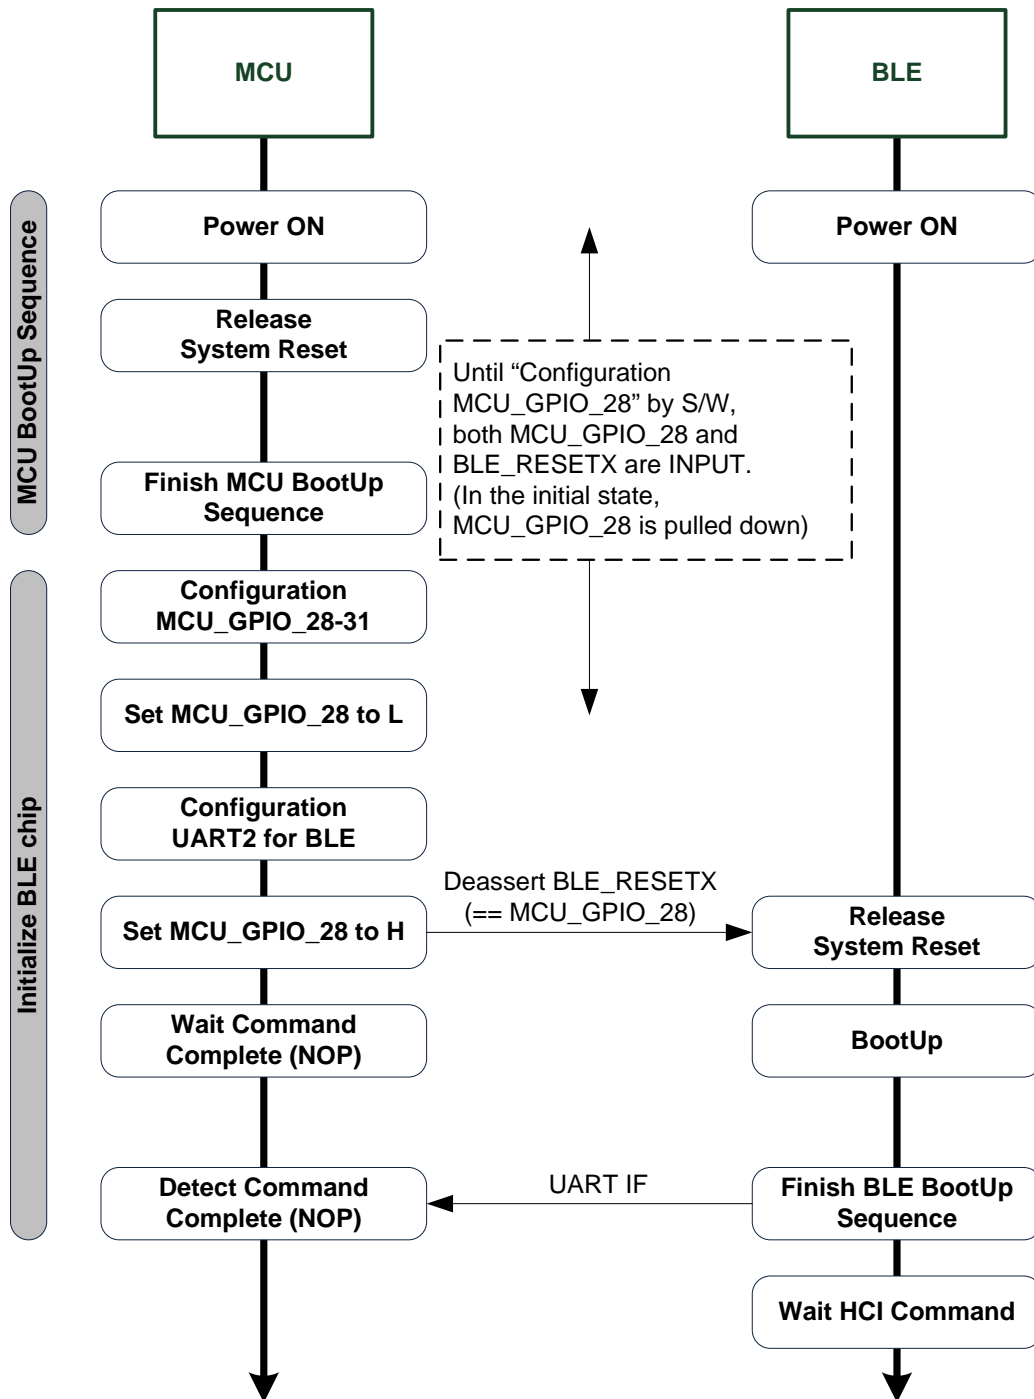 MCU
BLE
MCU BootUp Sequence
Power ON
Power ON
Release
System Reset
Until “Configuration
MCU_GPIO_28” by S/W,
both MCU_GPIO_28 and
BLE_RESETX are INPUT.
(In the initial state,
MCU_GPIO_28 is pulled down)
Finish MCU BootUp
Sequence
Initialize BLE chip
Configuration
MCU_GPIO_28-31
Set MCU_GPIO_28 to L
Configuration
UART2 for BLE
Set MCU_GPIO_28 to H
Deassert BLE_RESETX
(== MCU_GPIO_28)
Release
System Reset
Wait Command
Complete (NOP)
BootUp
Detect Command
Complete (NOP)
UART IF
Finish BLE BootUp
Sequence
Wait HCI Command